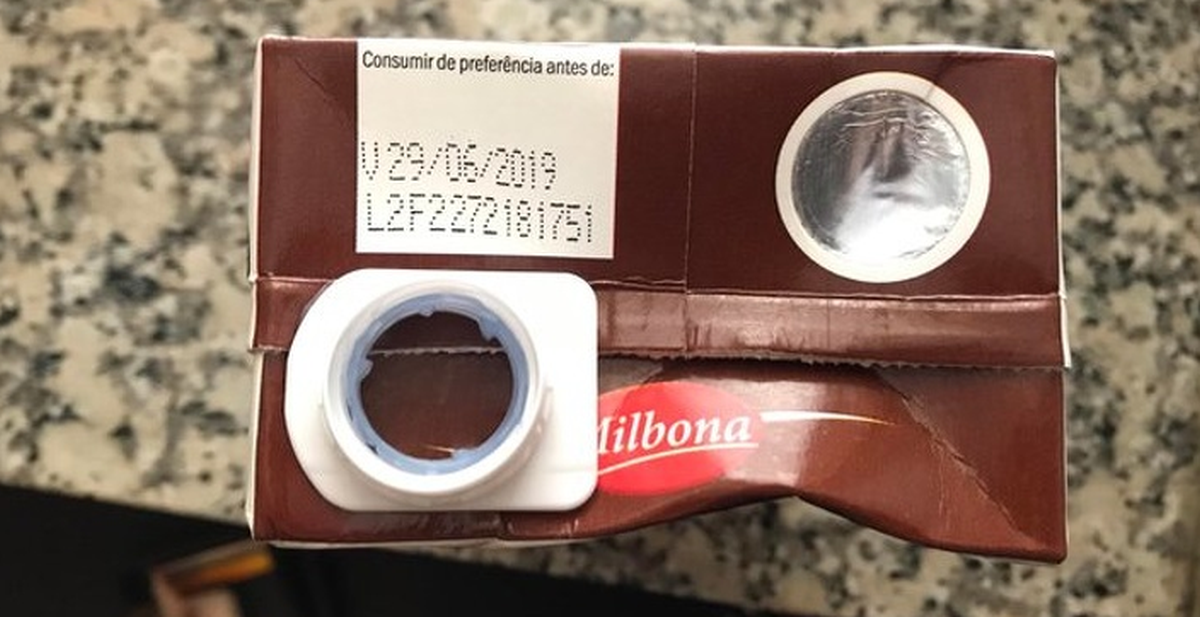 Consumir de preferência antes de:
V 29/06/2019
L2F2272181751
Milbona